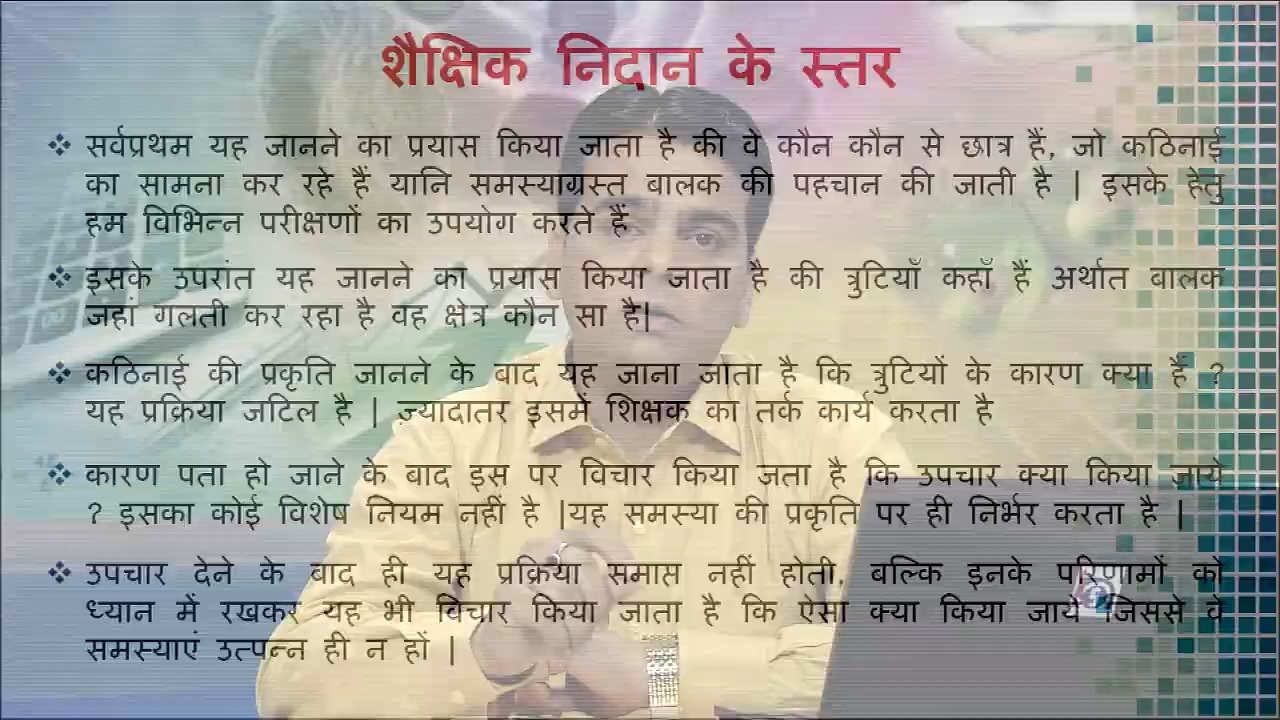 शैक्षिक निदान के स्तर
❖ सर्वप्रथम यह जानने का प्रयास किया जाता है की वे कौन कौन से छात्र हैं, जो कठिनाई
का सामना कर रहे हैं यानि समस्याग्रस्त बालक की पहचान की जाती है | इसके हेतु
हम विभिन्न परीक्षणों का उपयोग करते हैं
❖ इसके उपरांत यह जानने का प्रयास किया जाता है की त्रुटियाँ कहाँ हैं अर्थात बालक
जहां गलती कर रहा है वह क्षेत्र कौन सा है|
❖ कठिनाई की प्रकृति जानने के बाद यह जाना जाता है कि त्रुटियों के कारण क्या हैं ?
यह प्रक्रिया जटिल है | ज़्यादातर इसमें शिक्षक का तर्क कार्य करता है
❖ कारण पता हो जाने के बाद इस पर विचार किया जता है कि उपचार क्या किया जाये
? इसका कोई विशेष नियम नहीं है |यह समस्या की प्रकृति पर ही निर्भर करता है |
❖ उपचार देने के बाद ही यह प्रक्रिया समाप्त नहीं होती, बल्कि इनके परिणामों को
ध्यान में रखकर यह भी विचार किया जाता है कि ऐसा क्या किया जाये जिससे वे
समस्याएं उत्पन्न ही न हों |